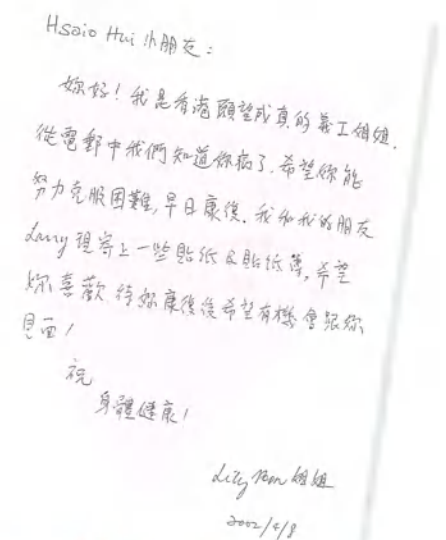 Hsaio Hui 小朋友：
妳好！我是香港願望成真的義工姐姐.
從電郵中我們知道妳病了.希望妳能
努力克服困難,早日康復.我和我的朋友
Larry 現寄上一些貼紙及貼紙簿,希望
妳喜歡.待妳康復後希望有機會跟妳
見面！
祝
身體健康！
Lily 姐姐
2002/4/8